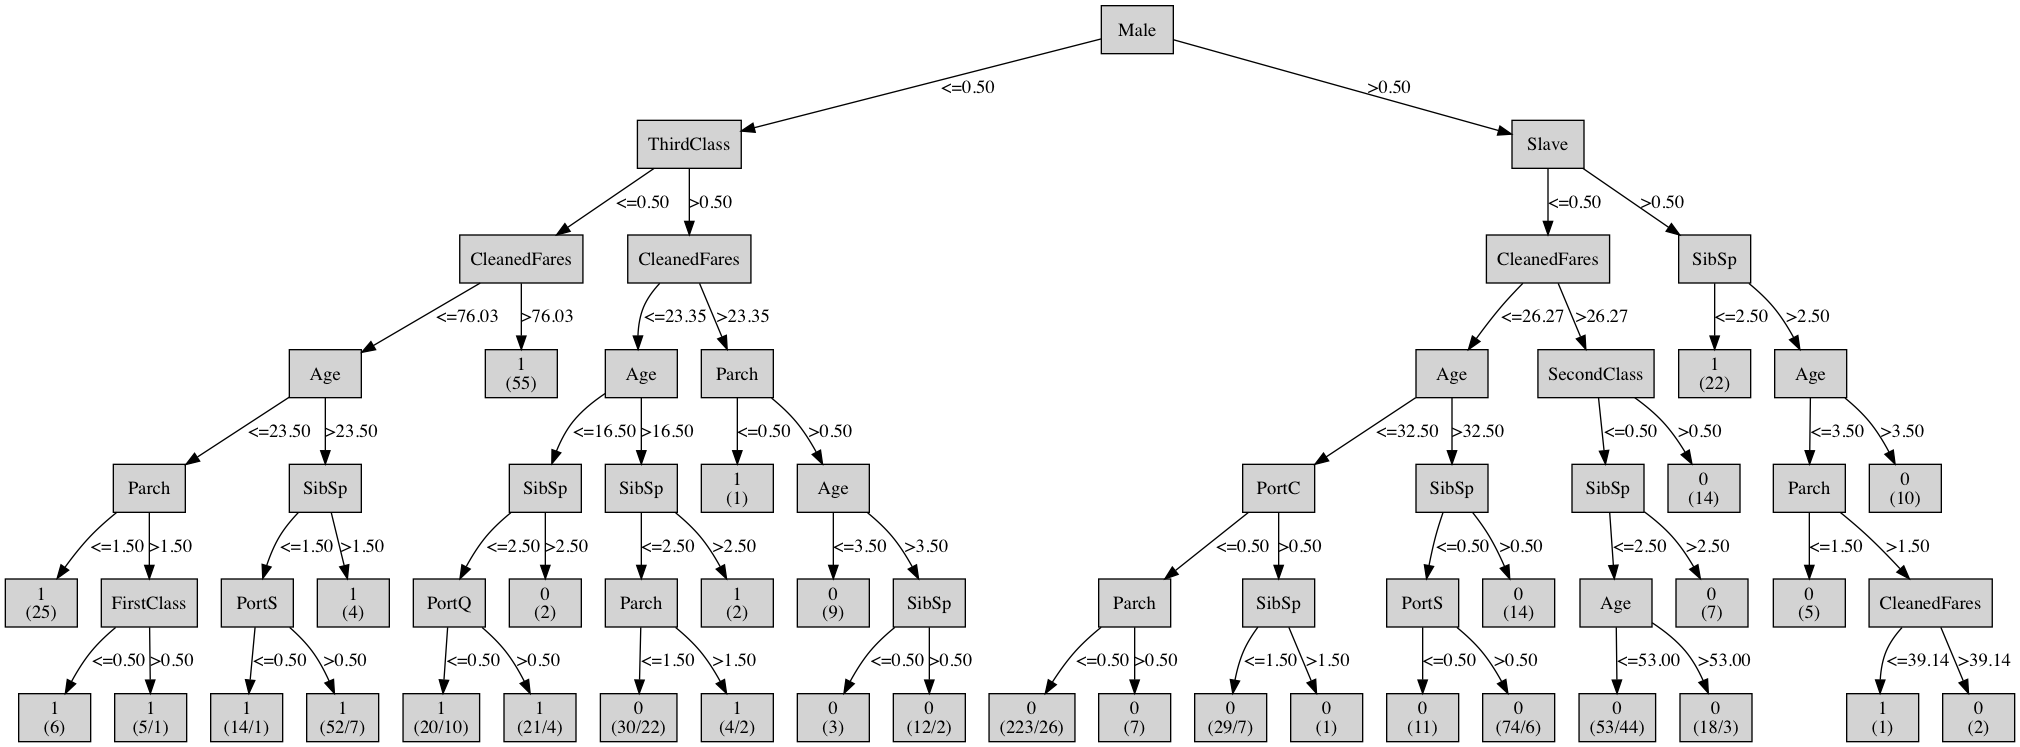 Male
<=0.50 >0.50
ThirdClass Slave
<=0.50 >0.50 <=0.50 >0.50
CleanedFares CleanedFares CleanedFares SibSp
<=76.03 >76.03 <=23.35 >23.35 <=26.27 >26.27 <=2.50 >2.50
Age 1 Age Parch Age SecondClass 1 Age
(55) (22)
<=23.50 >23.50 <=16.50 >16.50 <=0.50 >0.50 <=32.50 >32.50 <=0.50 >0.50 <=3.50 >3.50
Parch SibSp SibSp SibSp 1 Age PortC SibSp SibSp 0 Parch 0
(1) (14) (10)
<=1.50 >1.50 <=1.50 >1.50 <=2.50 >2.50 <=2.50 >2.50 <=3.50 >3.50 <=0.50 >0.50 <=0.50 >0.50 <=2.50 >2.50 <=1.50 >1.50
1 FirstClass PortS 1 PortQ 0 Parch 1 0 SibSp Parch SibSp PortS 0 Age 0 0 CleanedFares
(25) (4) (2) (2) (9) (14) (7) (5)
<=0.50 >0.50 <=0.50 >0.50 <=0.50 >0.50 <=1.50 >1.50 <=0.50 >0.50 <=0.50 >0.50 <=1.50 >1.50 <=0.50 >0.50 <=53.00 >53.00 <=39.14 >39.14
1 1 1 1 1 1 0 1 0 0 0 0 0 0 0 0 0 0 1 0
(6) (5/1) (14/1) (52/7) (20/10) (21/4) (30/22) (4/2) (3) (12/2) (223/26) (7) (29/7) (1) (11) (74/6) (53/44) (18/3) (1) (2)